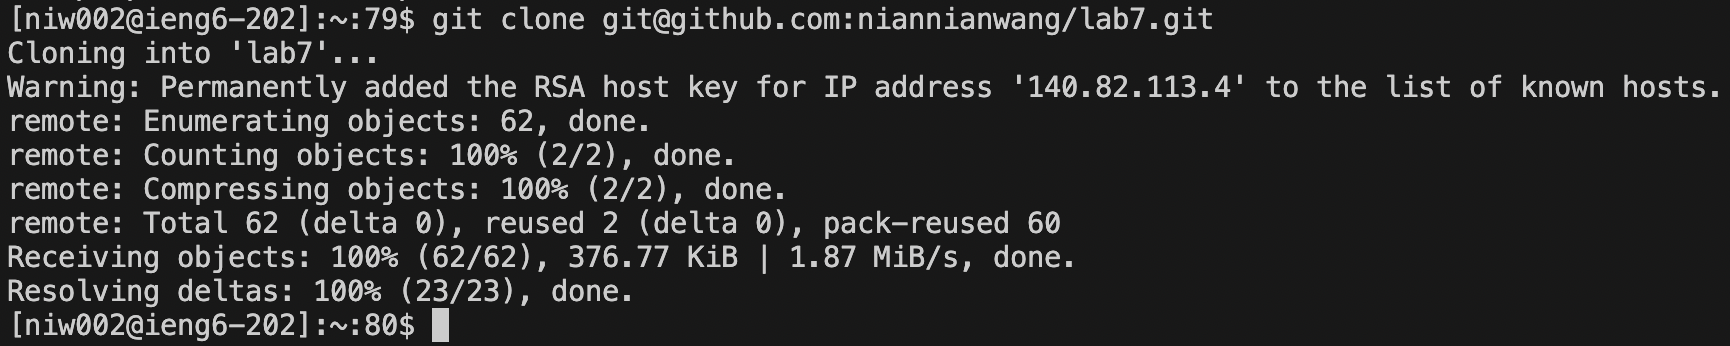 [niw002@ieng6-202]:~:79$ git clone git@github.com:niannianwang/lab7.git
Cloning into 'lab7'...
Warning: Permanently added the RSA host key for IP address '140.82.113.4' to the list of known hosts.
remote: Enumerating objects: 62, done.
remote: Counting objects: 100% (2/2), done.
remote: Compressing objects: 100% (2/2), done.
remote: Total 62 (delta 0), reused 2 (delta 0), pack-reused 60
Receiving objects: 100% (62/62), 376.77 KiB | 1.87 MiB/s, done.
Resolving deltas: 100% (23/23), done.
[niw002@ieng6-202]:~:80$